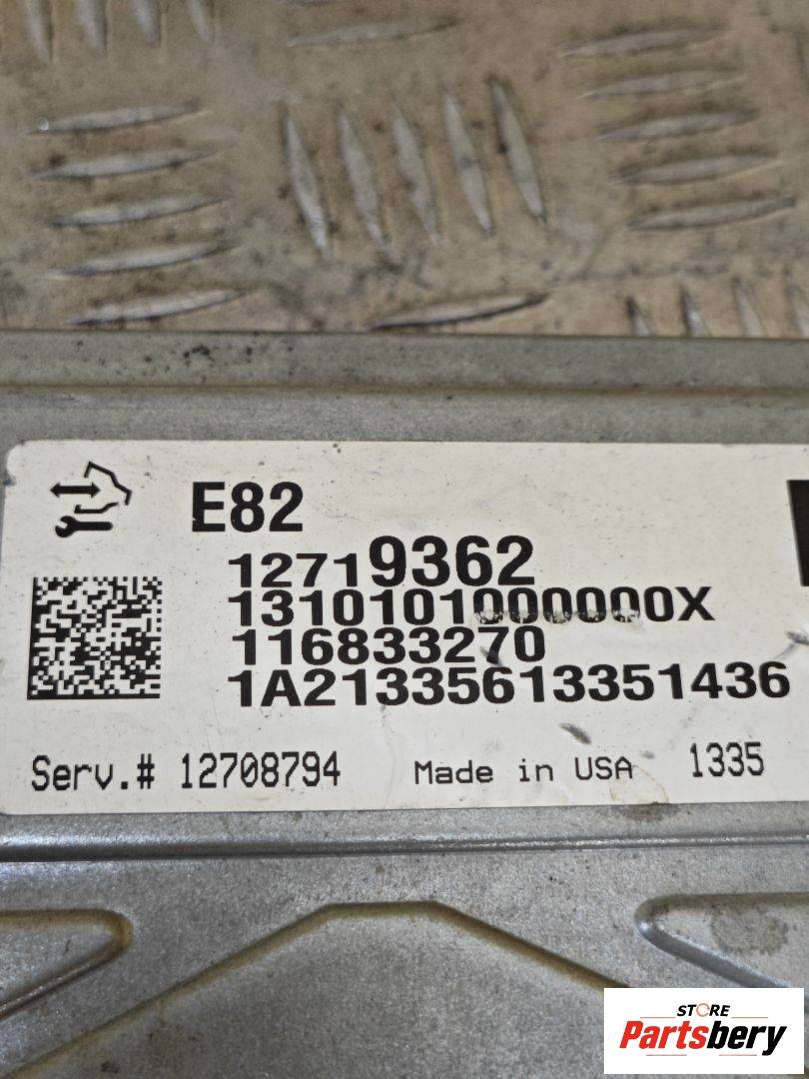 E82
12719362
1310101000000X
116833270
1A21335613351436
Serv.# 12708794 Made in USA 1335
STORE
Partsbery